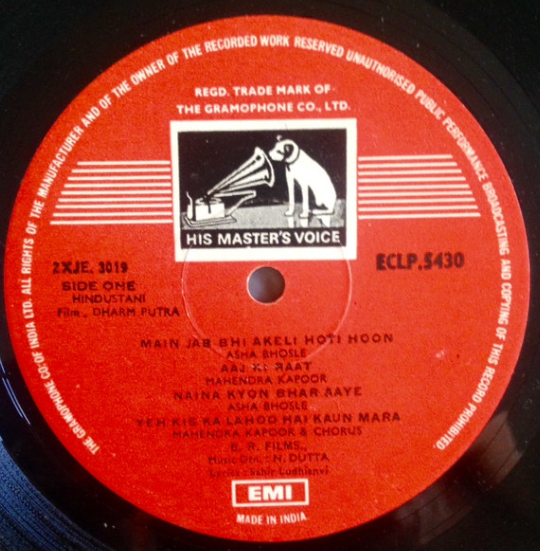 THE GRAMOPHONE CO. OF INDIA LTD. ALL RIGHTS OF THE MANUFACTURER AND OF THE OWNER OF THE RECORDED WORK RESERVED UNAUTHORISED PUBLIC PERFORMANCE BROADCASTING AND COPYING OF THIS RECORD PROHIBITED
REGD. TRADE MARK OF
THE GRAMOPHONE CO., LTD.
HIS MASTER'S VOICE
2XJE. 3019
ECLP.5430
SIDE ONE
HINDUSTANI
Film., DHARM PUTRA
MAIN JAB BHI AKELI HOTI HOON
ASHA BHOSLE
AAJ KI RAAT
MAHENDRA KAPOOR
NAINA KYON BHAR AAYE
ASHA BHOSLE
YEH KIS KA LAHOO HAI KAUN MARA
MAHENDRA KAPOOR & CHORUS
B. R. FILMS.,
Music Dir., : N. DUTTA
Lyrics : Sahir Ludhianvi
EMI
MADE IN INDIA